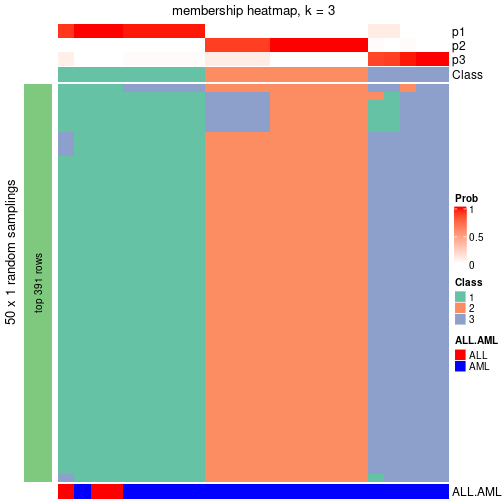 membership heatmap, k = 3
p1
p2
p3
Class
50 x 1 random samplings
top 391 rows
Prob
1
0.5
0
Class
1
2
3
ALL.AML
ALL
AML
ALL.AML